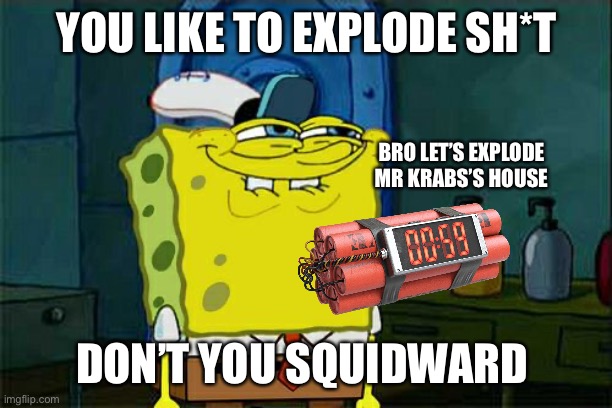 YOU LIKE TO EXPLODE SH*T
BRO LET’S EXPLODE
MR KRABS’S HOUSE
00:59
DON’T YOU SQUIDWARD
imgflip.com